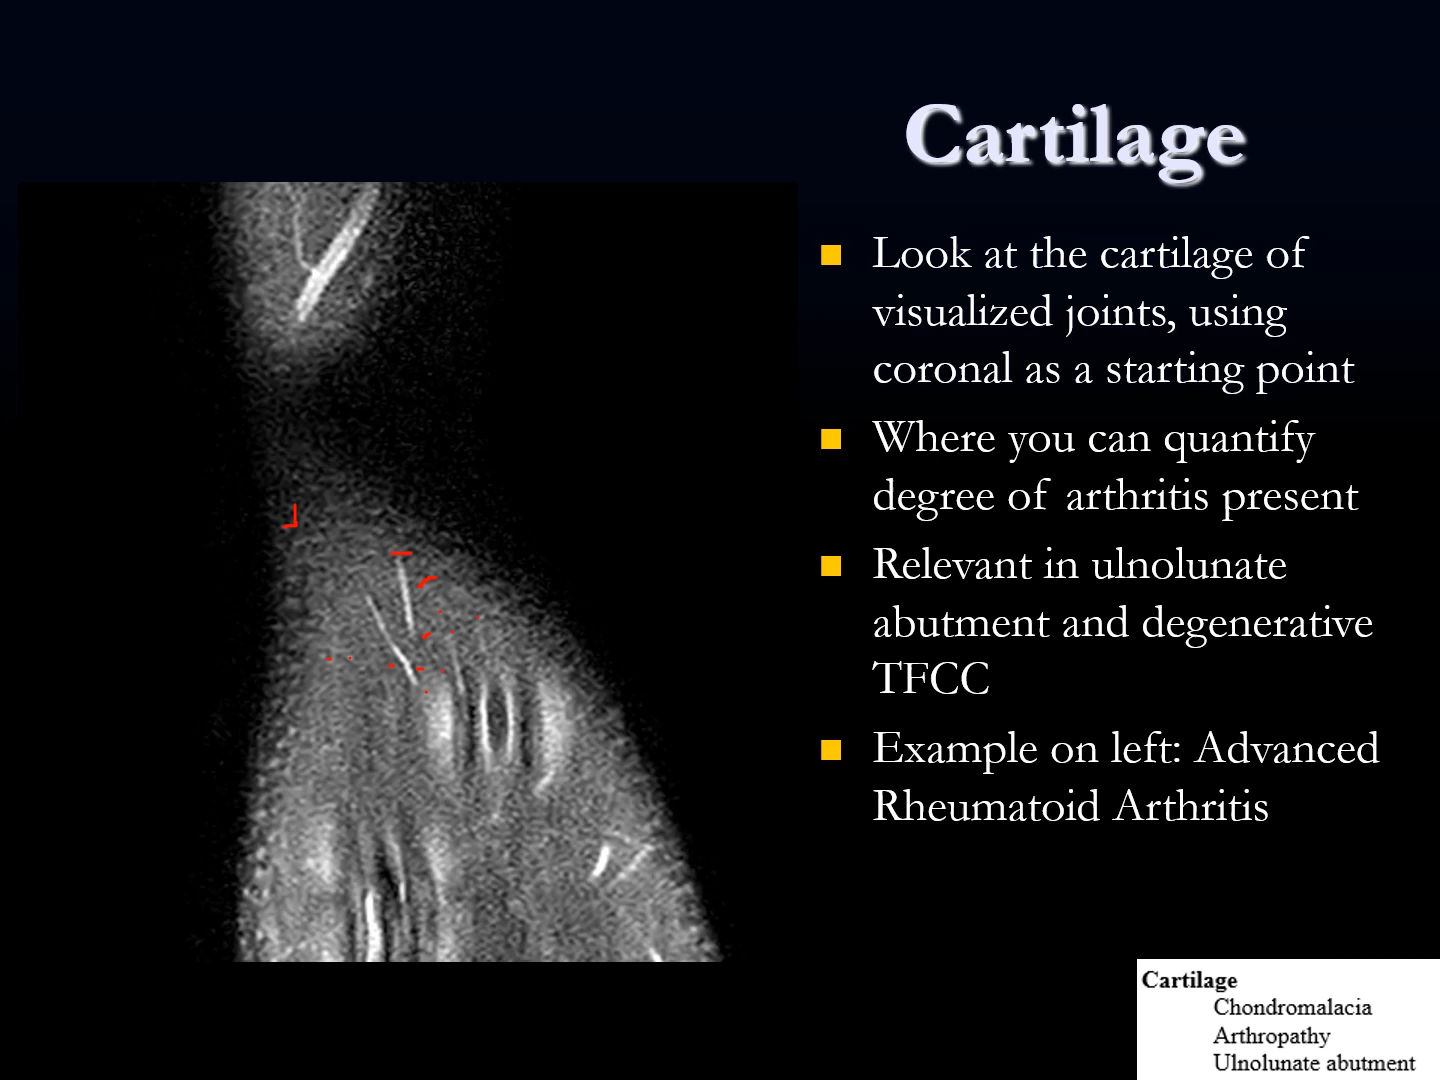 Cartilage
Look at the cartilage of
visualized joints, using
coronal as a starting point
Where you can quantify
degree of arthritis present
Relevant in ulnolunate
abutment and degenerative
TFCC
Example on left: Advanced
Rheumatoid Arthritis
Cartilage
Chondromalacia
Arthropathy
Ulnolunate abutment